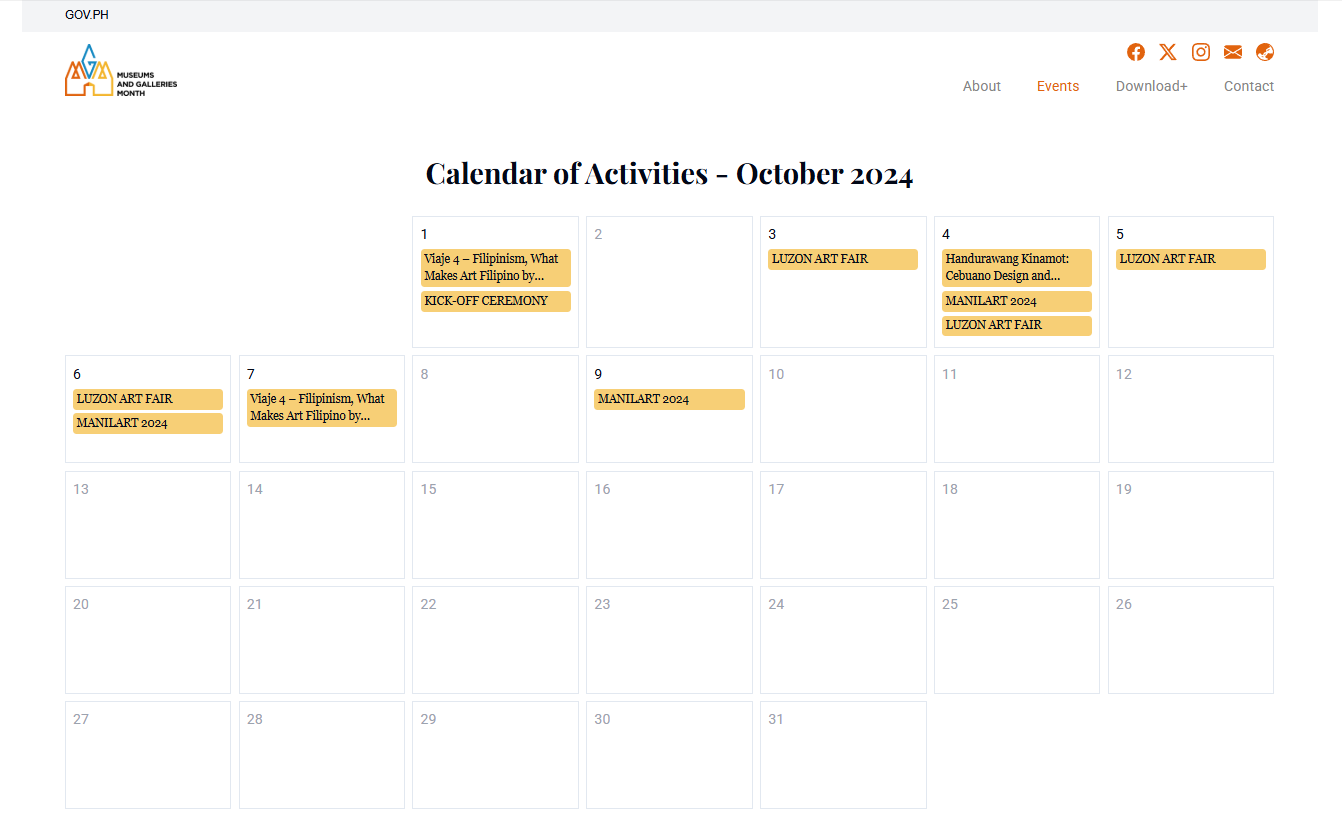 GOV.PH
MUSEUMS
AND GALLERIES
MONTH
About
Events
Download+
Contact
Calendar of Activities - October 2024
1
Viaje 4 – Filipinism, What
Makes Art Filipino by...
KICK-OFF CEREMONY
2
3
LUZON ART FAIR
4
Handurawang Kinamot:
Cebuano Design and...
MANILART 2024
LUZON ART FAIR
5
LUZON ART FAIR
6
LUZON ART FAIR
MANILART 2024
7
Viaje 4 – Filipinism, What
Makes Art Filipino by...
8
9
MANILART 2024
10
11
12
13
14
15
16
17
18
19
20
21
22
23
24
25
26
27
28
29
30
31